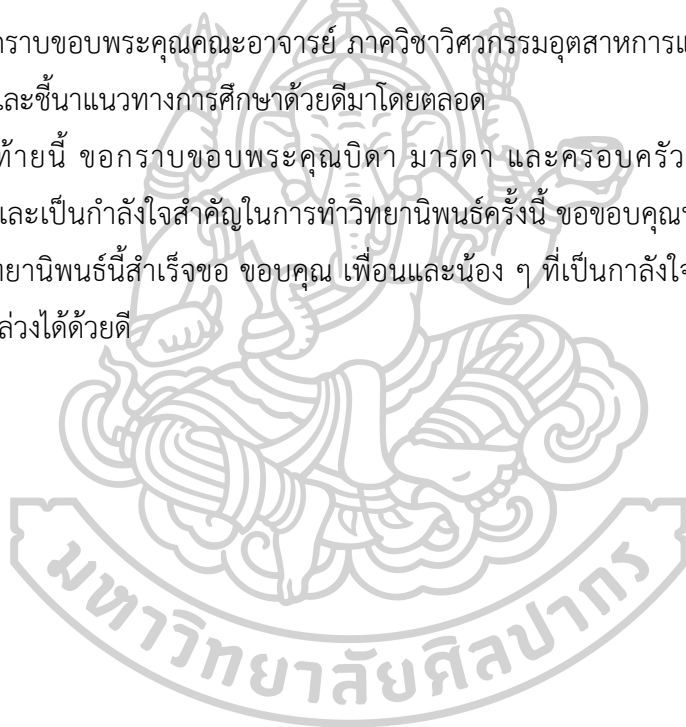 ราบขอบพระคุณคณะอาจารย์ ภาควิชาวิศวกรรมอุตสาหการแ
ละชี้นาแนวทางการศึกษาด้วยดีมาโดยตลอด
ท้ายนี้ ขอกราบขอบพระคุณบิดา มารดา และครอบครัว
และเป็นกำลังใจสำคัญในการทำวิทยานิพนธ์ครั้งนี้ ขอขอบคุณ
ทยานิพนธ์นี้สำเร็จขอ ขอบคุณ เพื่อนและน้อง ๆ ที่เป็นกาลังใจ
ล่วงได้ด้วยดี
มหาวิทยาลัยศิลปากร